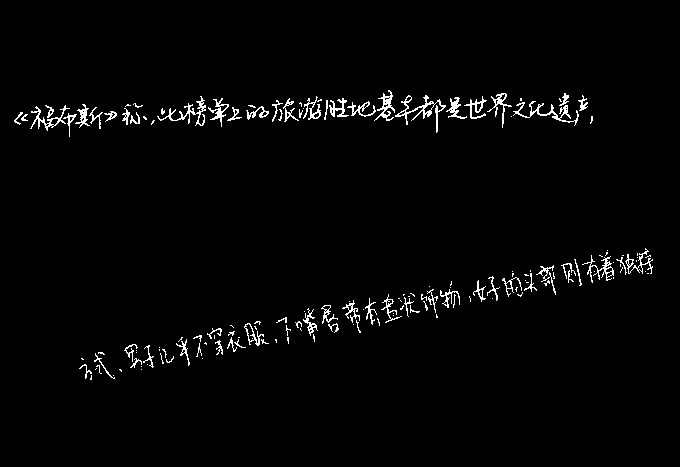 《福布斯》称,此榜单上的旅游胜地基本都是世界文化遗产,
方式、男子几乎不穿衣服,下嘴唇带有盘状饰物,女子的头部则有着独特